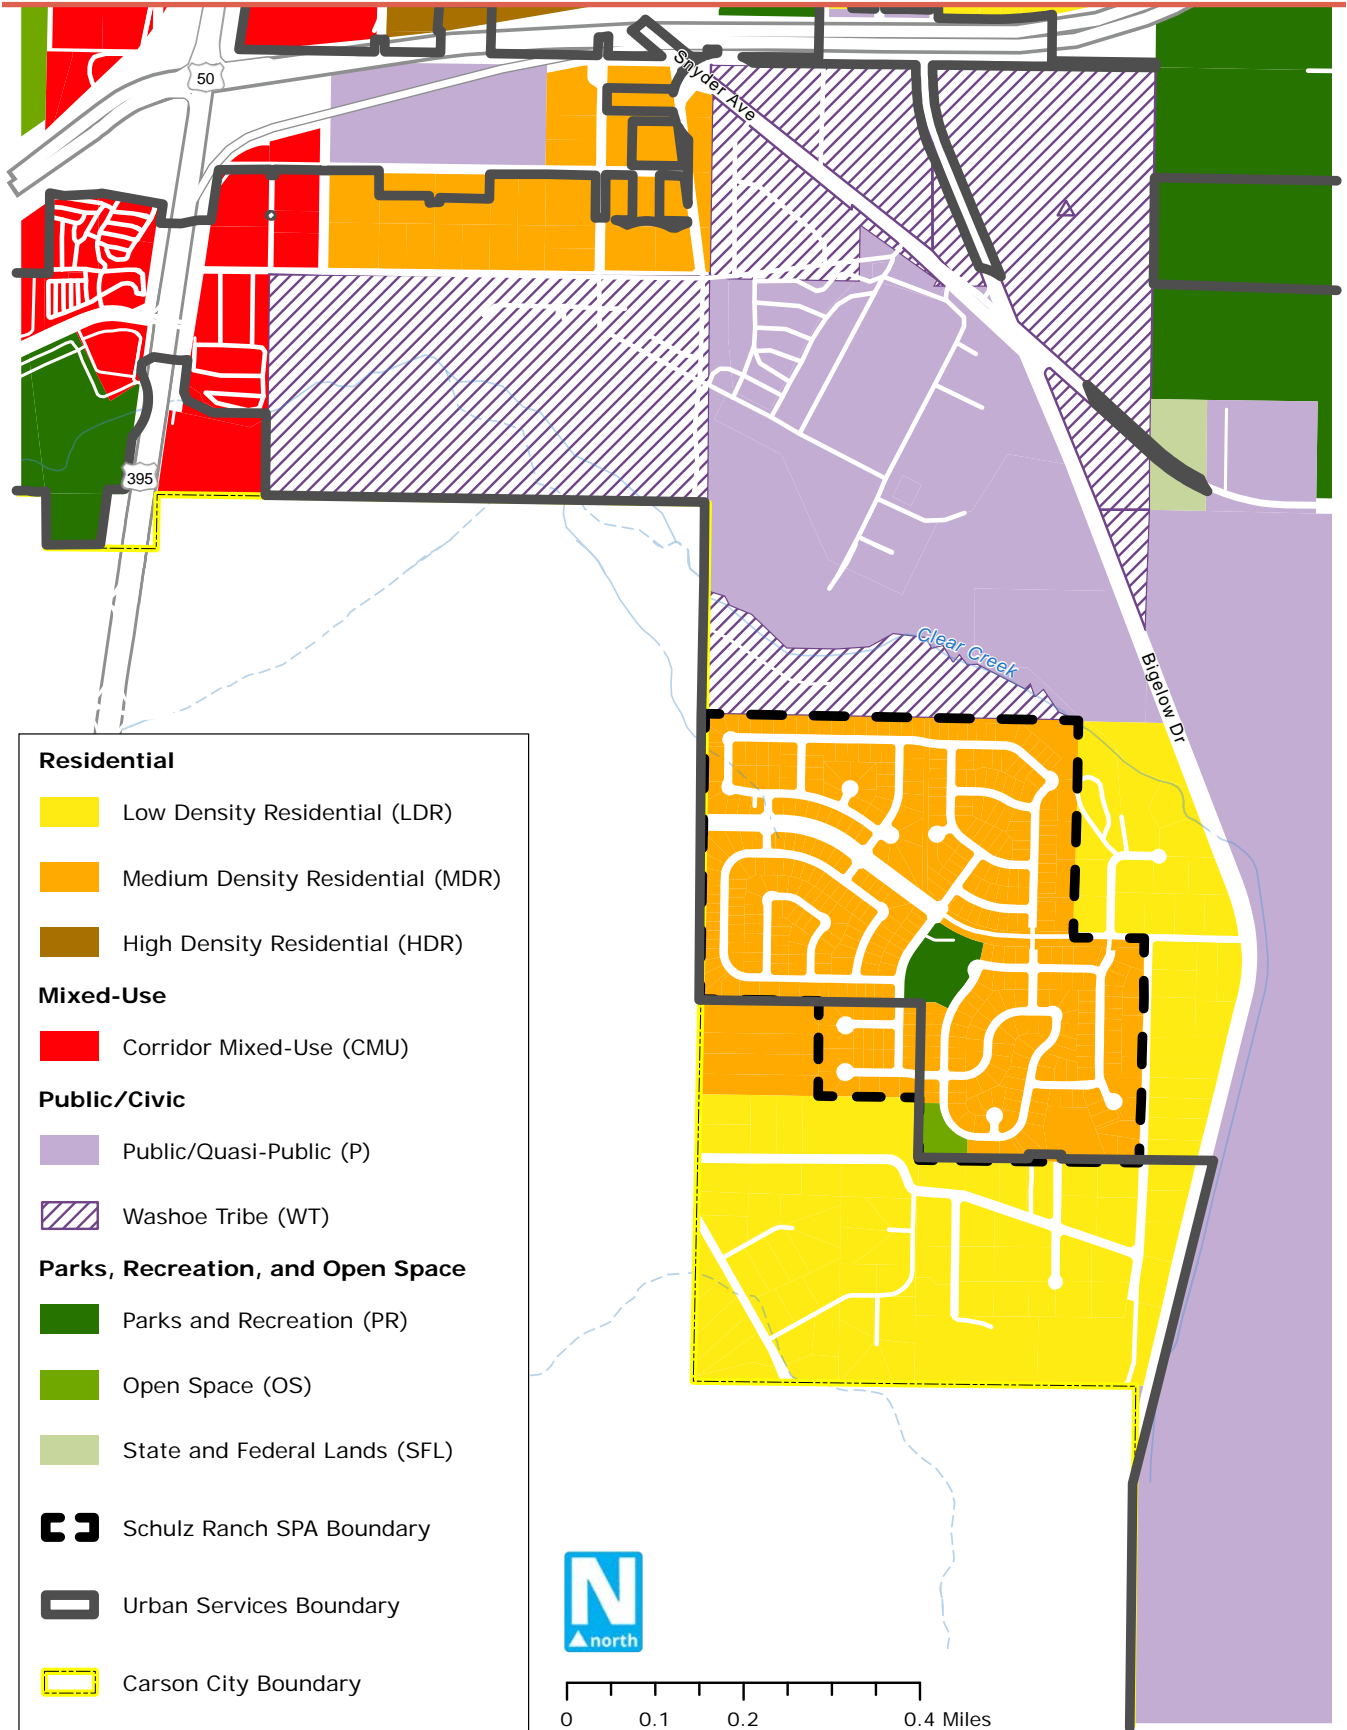 50
Snyder Ave
395
Clear Creek
Bigelow Dr
Residential
Low Density Residential (LDR)
Medium Density Residential (MDR)
High Density Residential (HDR)
Mixed-Use
Corridor Mixed-Use (CMU)
Public/Civic
Public/Quasi-Public (P)
Washoe Tribe (WT)
Parks, Recreation, and Open Space
Parks and Recreation (PR)
Open Space (OS)
State and Federal Lands (SFL)
Schulz Ranch SPA Boundary
Urban Services Boundary
Carson City Boundary
N
north
0 0.1 0.2 0.4 Miles